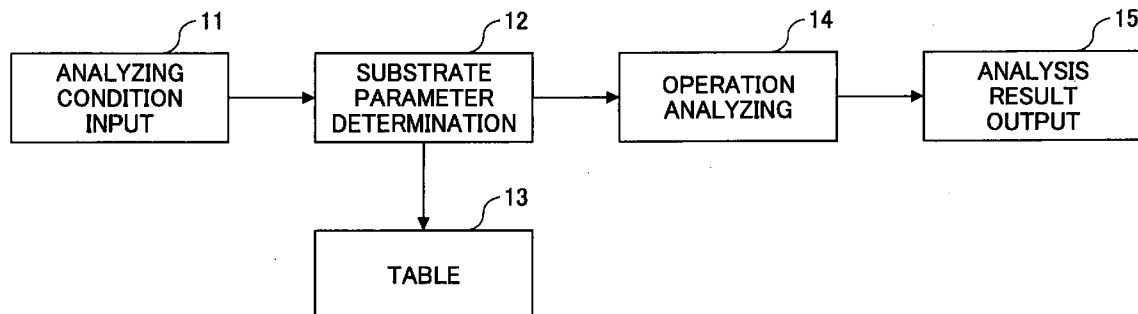 11
ANALYZING
CONDITION
INPUT
12
SUBSTRATE
PARAMETER
DETERMINATION
14
OPERATION
ANALYZING
15
ANALYSIS
RESULT
OUTPUT
13
TABLE